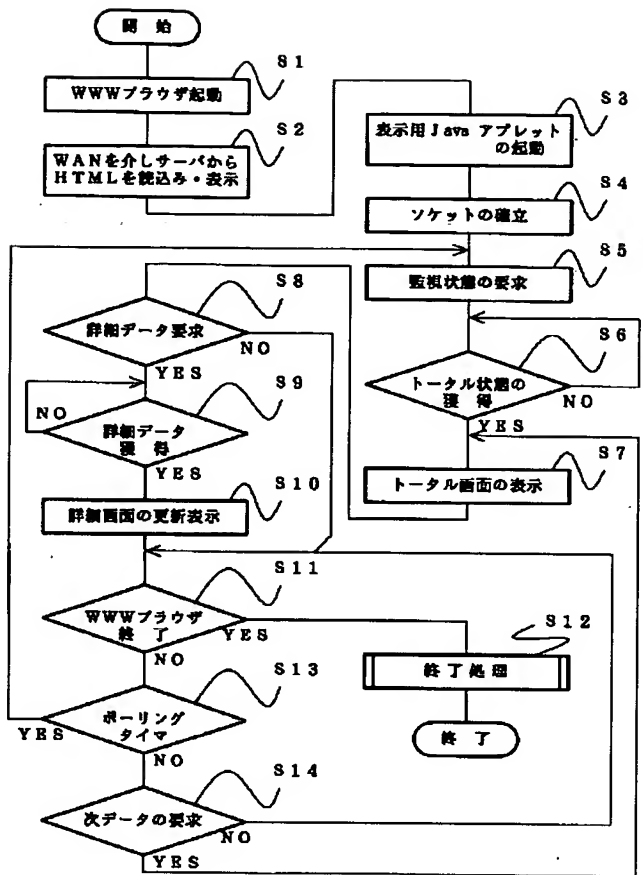 開 始
S1
WWWブラウザ起動
S2
WANを介しサーバから
HTMLを読込み・表示
S3
表示用Java アプレット
の起動
S4
ソケットの確立
S5
監視状態の要求
S6
トータル状態の
獲 得
NO
YES
S7
トータル画面の表示
S8
詳細データ要求
NO
YES
S9
NO
詳細データ
獲 得
YES
S10
詳細画面の更新表示
S11
WWWブラウザ
終 了
YES
NO
S12
終了処理
終 了
S13
ポーリング
タイマ
YES
NO
S14
次データの要求
NO
YES